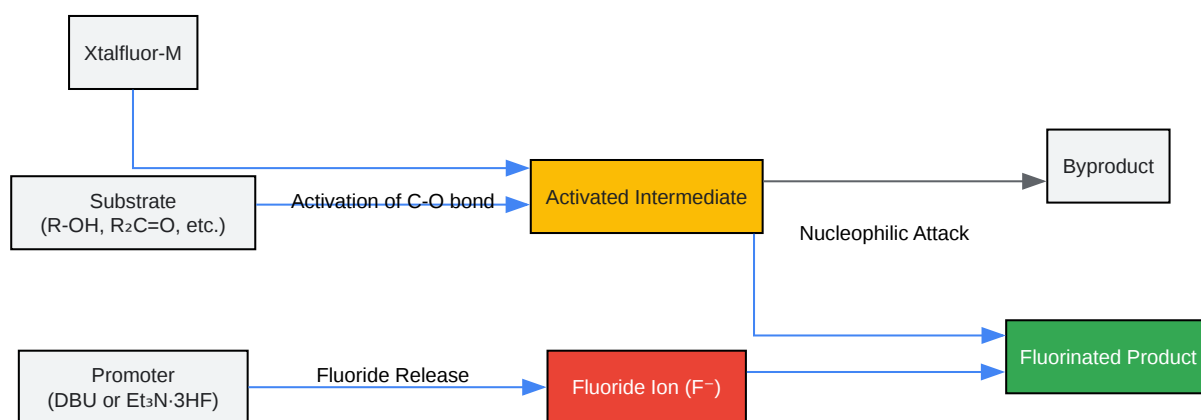 Xtalfluor-M
Substrate
(R-OH, R₂C=O, etc.)
Activation of C-O bond
Activated Intermediate
Byproduct
Nucleophilic Attack
Promoter
(DBU or Et₃N·3HF)
Fluoride Release
Fluoride Ion (F⁻)
Fluorinated Product